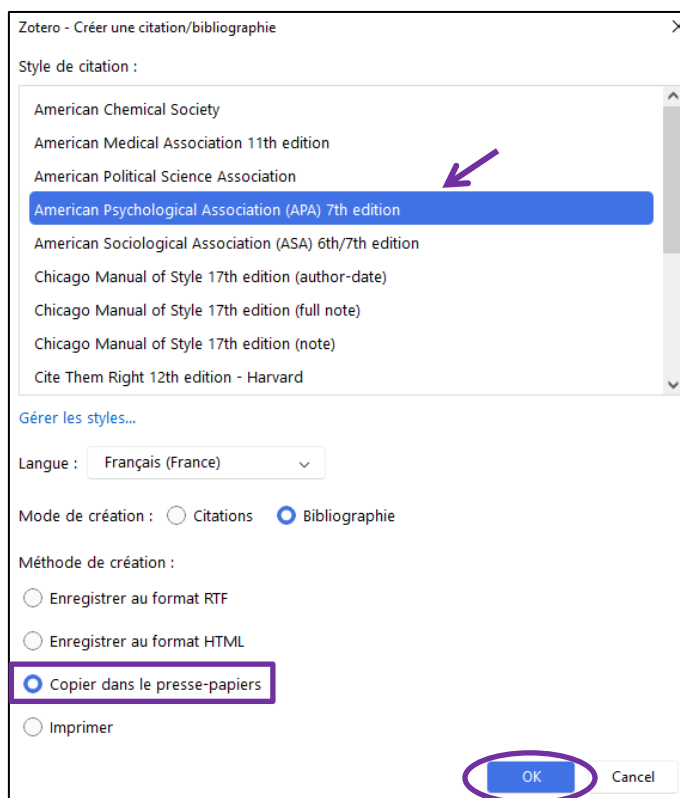 Zotero - Créer une citation/bibliographie
Style de citation :
American Chemical Society
American Medical Association 11th edition
American Political Science Association
American Psychological Association (APA) 7th edition
American Sociological Association (ASA) 6th/7th edition
Chicago Manual of Style 17th edition (author-date)
Chicago Manual of Style 17th edition (full note)
Chicago Manual of Style 17th edition (note)
Cite Them Right 12th edition - Harvard
Gérer les styles...
Langue : Français (France)
Mode de création : Citations Bibliographie
Méthode de création :
Enregistrer au format RTF
Enregistrer au format HTML
Copier dans le presse-papiers
Imprimer
OK Cancel